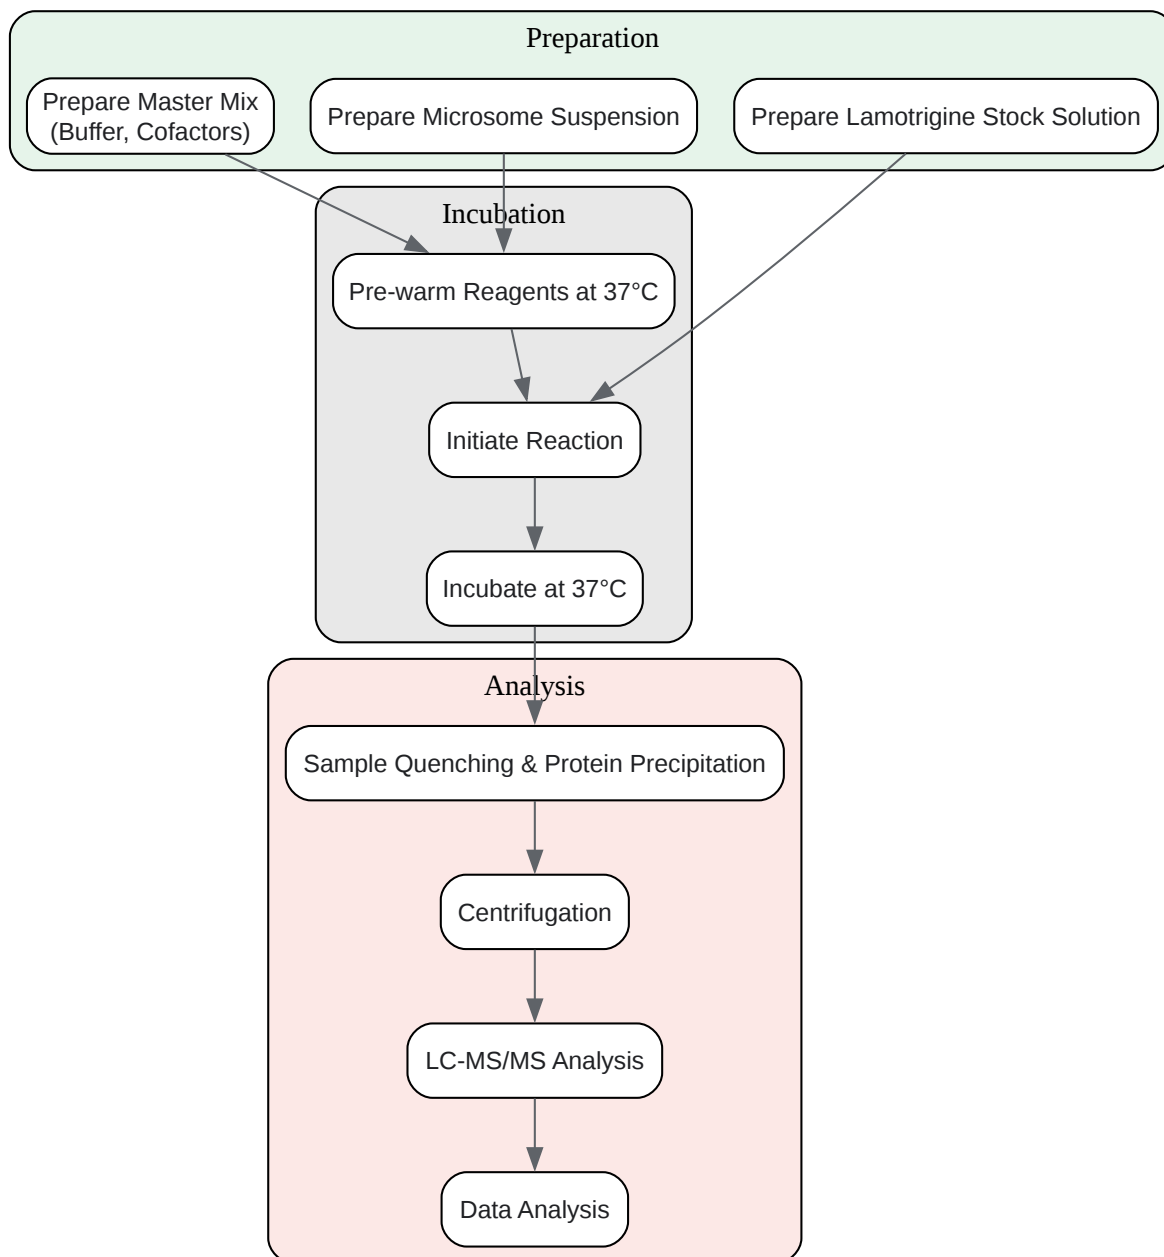 Preparation
Prepare Master Mix
(Buffer, Cofactors)
Prepare Microsome Suspension
Prepare Lamotrigine Stock Solution
Incubation
Pre-warm Reagents at 37°C
Initiate Reaction
Incubate at 37°C
Analysis
Sample Quenching & Protein Precipitation
Centrifugation
LC-MS/MS Analysis
Data Analysis